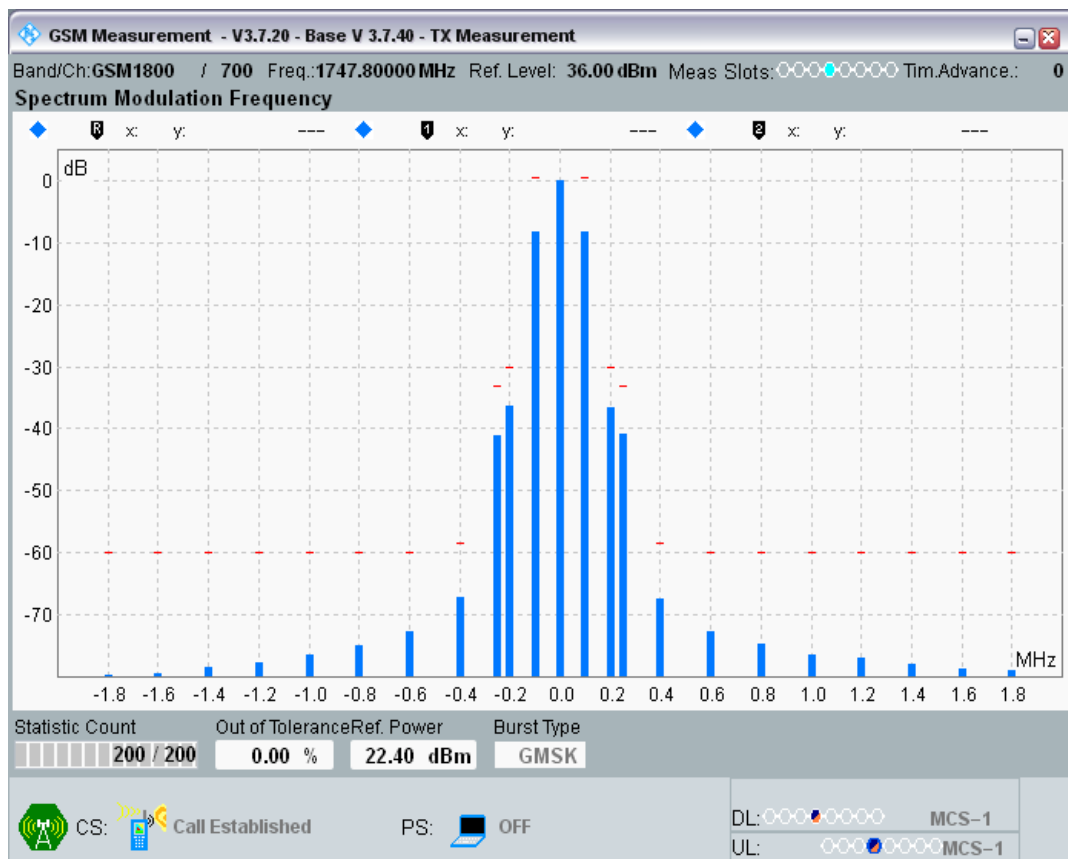 GSM Measurement - V3.7.20 - Base V 3.7.40 - TX Measurement
Band/Ch:GSM1800 / 700 Freq.:1747.80000 MHz Ref. Level: 36.00 dBm Meas Slots: Tim.Advance.: 0
Spectrum Modulation Frequency
R x: y: --- 1 x: y: --- 2 x: y: ---
dB
0
-10
-20
-30
-40
-50
-60
-70
MHz
-1.8 -1.6 -1.4 -1.2 -1.0 -0.8 -0.6 -0.4 -0.2 0.0 0.2 0.4 0.6 0.8 1.0 1.2 1.4 1.6 1.8
Statistic Count Out of Tolerance Ref. Power Burst Type
200 / 200 0.00 % 22.40 dBm GMSK
CS: Call Established PS: OFF
DL: MCS-1
UL: MCS-1